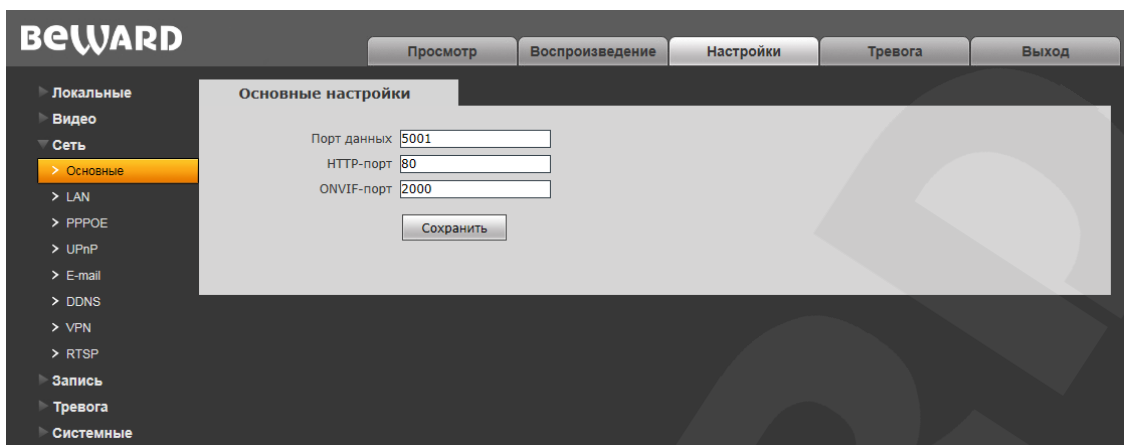 BEWARD
Просмотр
Воспроизведение
Настройки
Тревога
Выход
Локальные
Видео
Сеть
Основные
LAN
PPPOE
UPnP
E-mail
DDNS
VPN
RTSP
Запись
Тревога
Системные
Основные настройки
Порт данных 5001
HTTP-порт 80
ONVIF-порт 2000
Сохранить